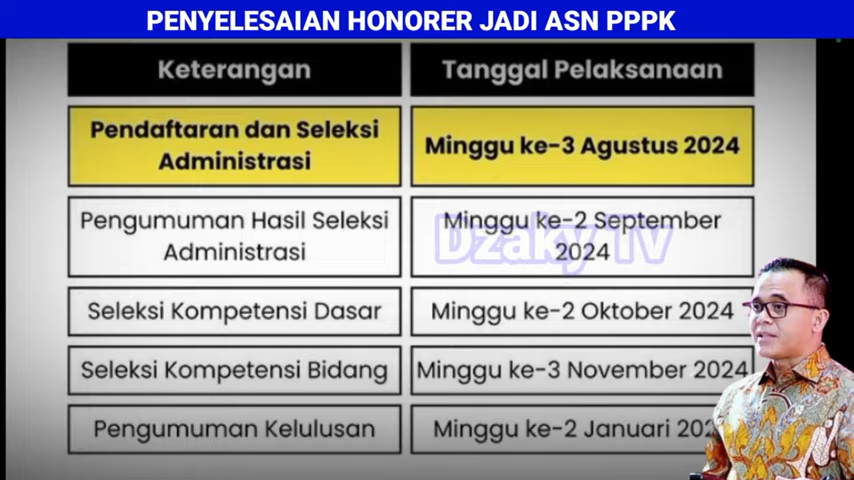 PENYELESAIAN HONORER JADI ASN PPPK
Keterangan
Tanggal Pelaksanaan
Pendaftaran dan Seleksi
Administrasi
Minggu ke-3 Agustus 2024
Pengumuman Hasil Seleksi
Administrasi
Minggu ke-2 September
2024
Dzaky Tv
Seleksi Kompetensi Dasar
Minggu ke-2 Oktober 2024
Seleksi Kompetensi Bidang
Minggu ke-3 November 2024
Pengumuman Kelulusan
Minggu ke-2 Januari